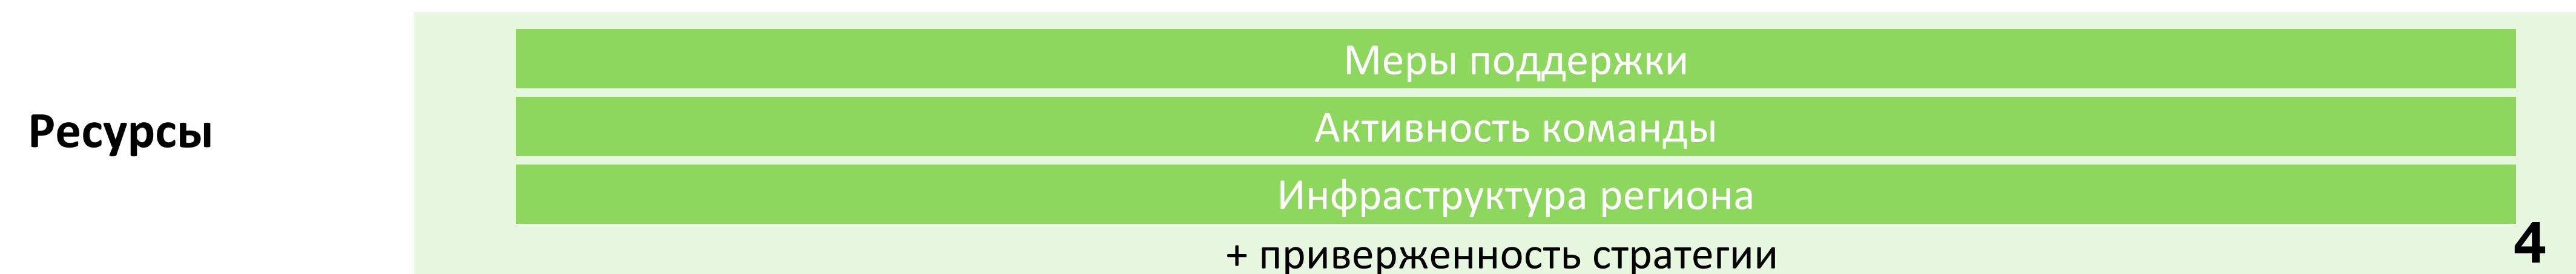 Ресурсы
Меры поддержки
Активность команды
Инфраструктура региона
+ приверженность стратегии
4